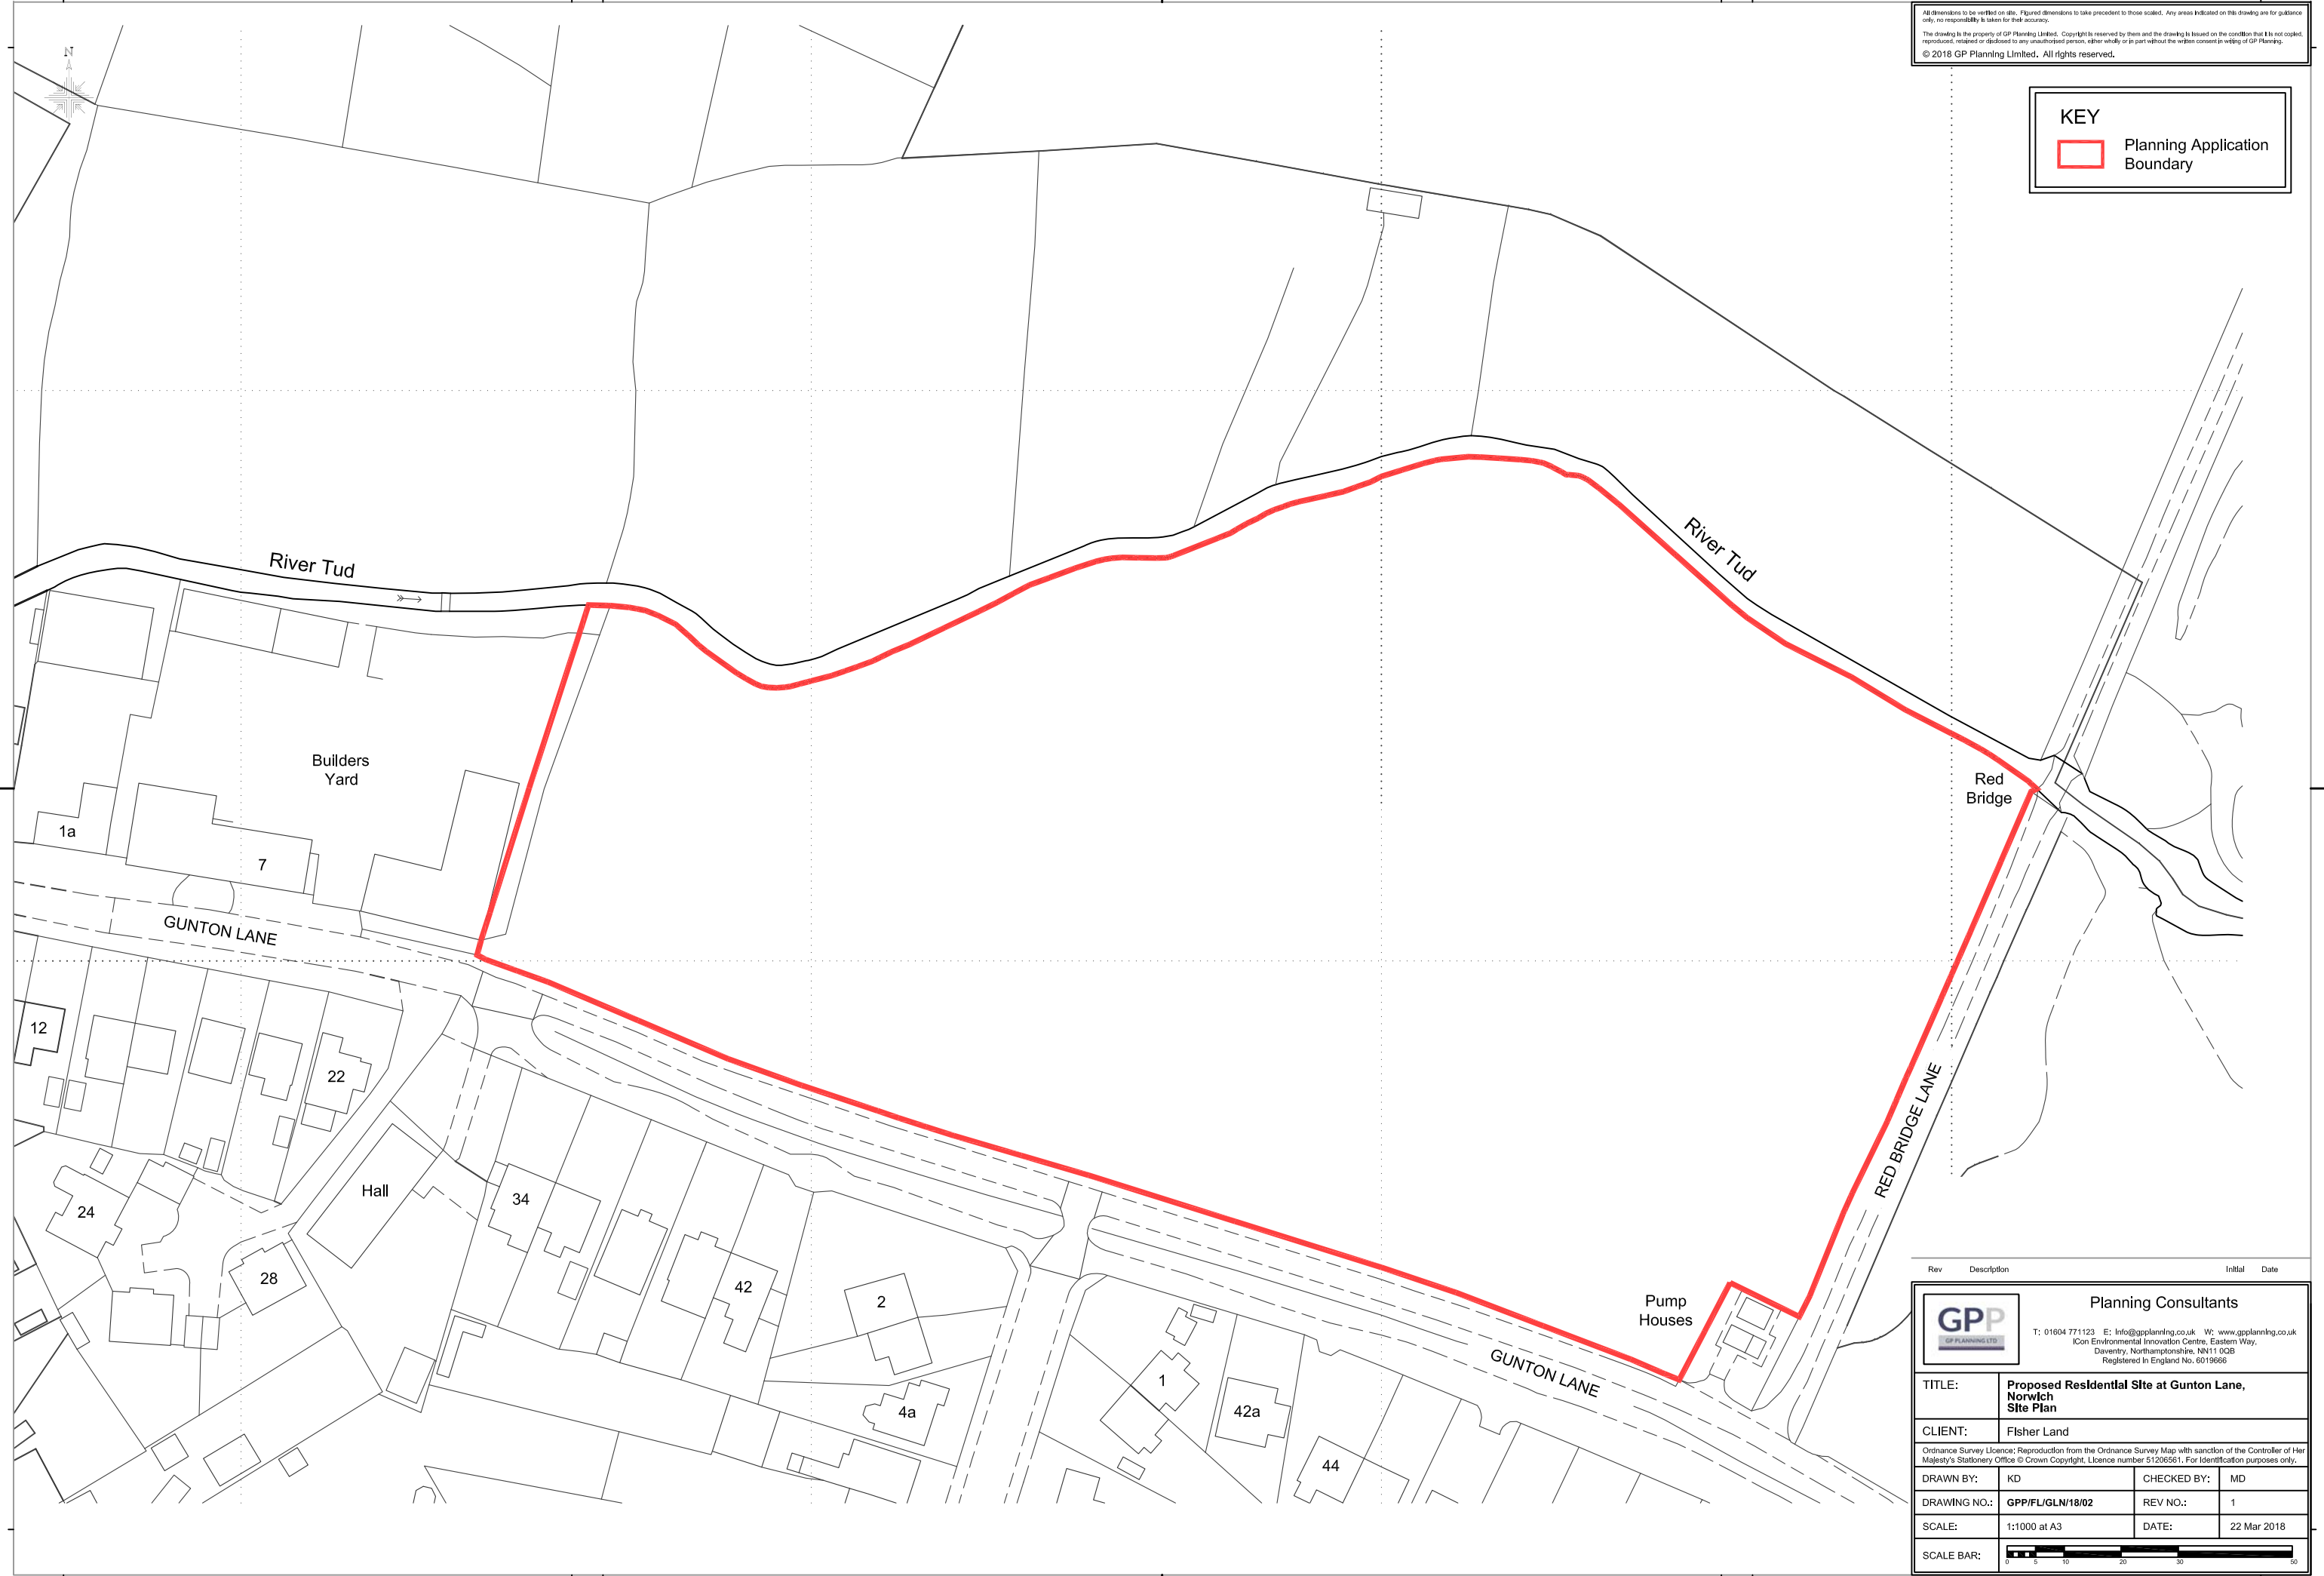 All dimensions to be verified on site. Figured dimensions to take precedent to those scaled. Any areas indicated on this drawing are for guidance
only, no responsibility is taken for their accuracy.
The drawing is the property of GP Planning Limited. Copyright is reserved by them and the drawing is issued on the condition that it is not copied,
reproduced, retained or disclosed to any unauthorised person, either wholly or in part without the written consent in writing of GP Planning.
© 2018 GP Planning Limited. All rights reserved.
N
KEY
Planning Application
Boundary
River Tud
River Tud
Builders
Yard
Red
Bridge
1a
7
GUNTON LANE
12
22
RED BRIDGE LANE
Hall
34
24
28
42
2
Pump
Houses
GUNTON LANE
1
4a
42a
44
Rev Description Initial Date
GPP
GP PLANNING LTD
Planning Consultants
T: 01604 771123 E: info@gpplanning.co.uk W: www.gpplanning.co.uk
iCon Environmental Innovation Centre, Eastern Way,
Daventry, Northamptonshire, NN11 0QB
Registered in England No. 6019666
TITLE: Proposed Residential Site at Gunton Lane,
Norwich
Site Plan
CLIENT: Fisher Land
Ordnance Survey Licence; Reproduction from the Ordnance Survey Map with sanction of the Controller of Her
Majesty's Stationery Office © Crown Copyright, Licence number 51206561. For identification purposes only.
DRAWN BY: KD CHECKED BY: MD
DRAWING NO.: GPP/FL/GLN/18/02 REV NO.: 1
SCALE: 1:1000 at A3 DATE: 22 Mar 2018
SCALE BAR: 0 5 10 20 30 50